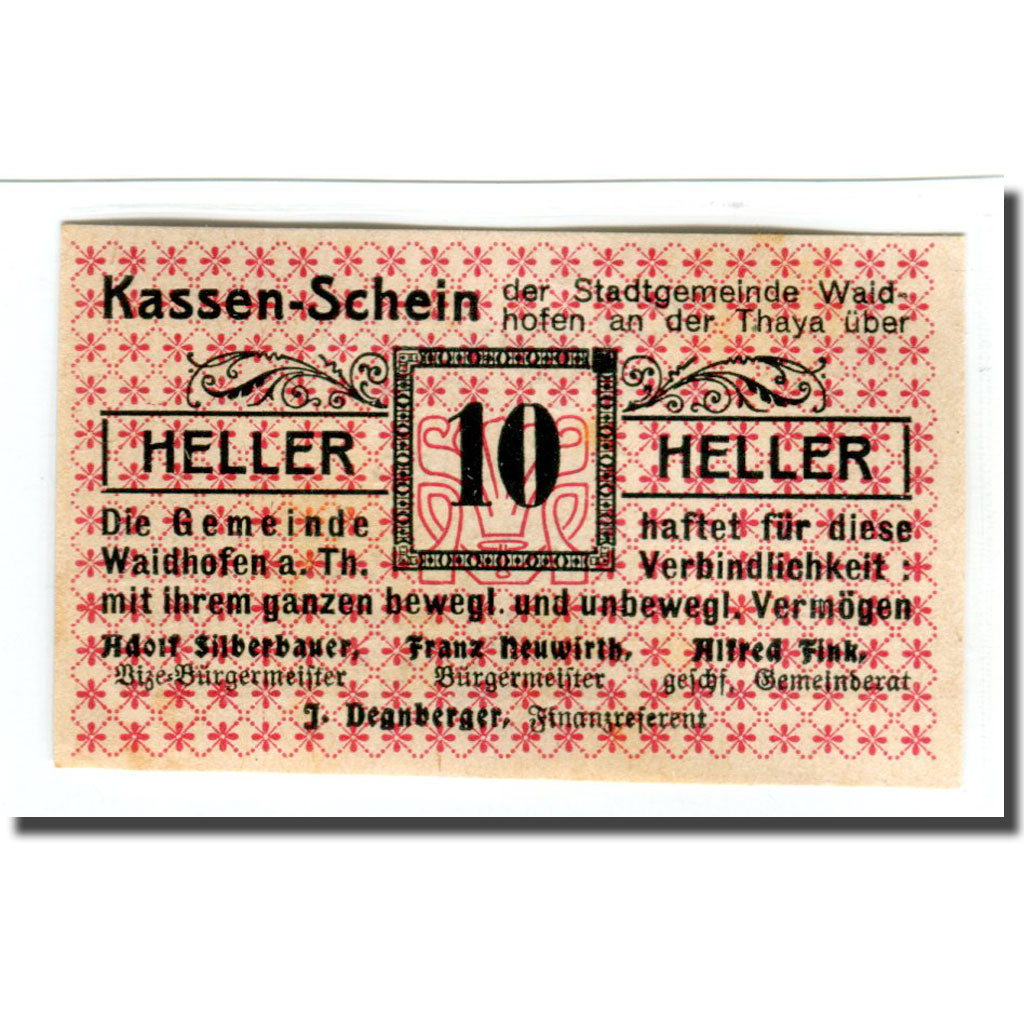 Kassen-Schein der Stadtgemeinde Waid-
hofen an der Thaya über
HELLER 10 HELLER
Die Gemeinde haftet für diese
Waidhofen a. Th. Verbindlichkeit :
mit ihrem ganzen bewegl. und unbewegl. Vermögen
Adolf Silberbauer, Franz Neuwirth, Alfred Fink,
Vize-Bürgermeister Bürgermeister geschf. Gemeinderat
J. Degnberger, Finanzreferent